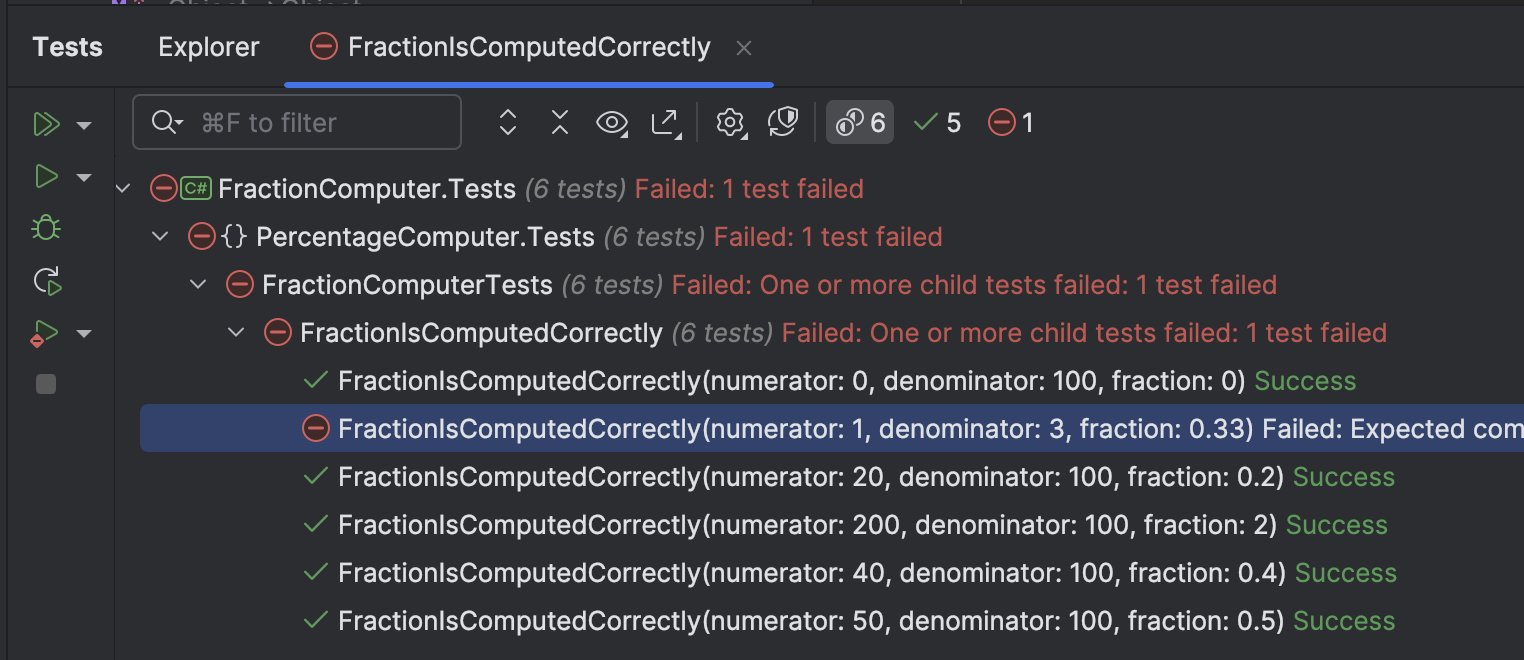 Tests Explorer FractionIsComputedCorrectly
⌘F to filter 6 5 1
C# FractionComputer.Tests (6 tests) Failed: 1 test failed
{} PercentageComputer.Tests (6 tests) Failed: 1 test failed
FractionComputerTests (6 tests) Failed: One or more child tests failed: 1 test failed
FractionIsComputedCorrectly (6 tests) Failed: One or more child tests failed: 1 test failed
FractionIsComputedCorrectly(numerator: 0, denominator: 100, fraction: 0) Success
FractionIsComputedCorrectly(numerator: 1, denominator: 3, fraction: 0.33) Failed: Expected com
FractionIsComputedCorrectly(numerator: 20, denominator: 100, fraction: 0.2) Success
FractionIsComputedCorrectly(numerator: 200, denominator: 100, fraction: 2) Success
FractionIsComputedCorrectly(numerator: 40, denominator: 100, fraction: 0.4) Success
FractionIsComputedCorrectly(numerator: 50, denominator: 100, fraction: 0.5) Success